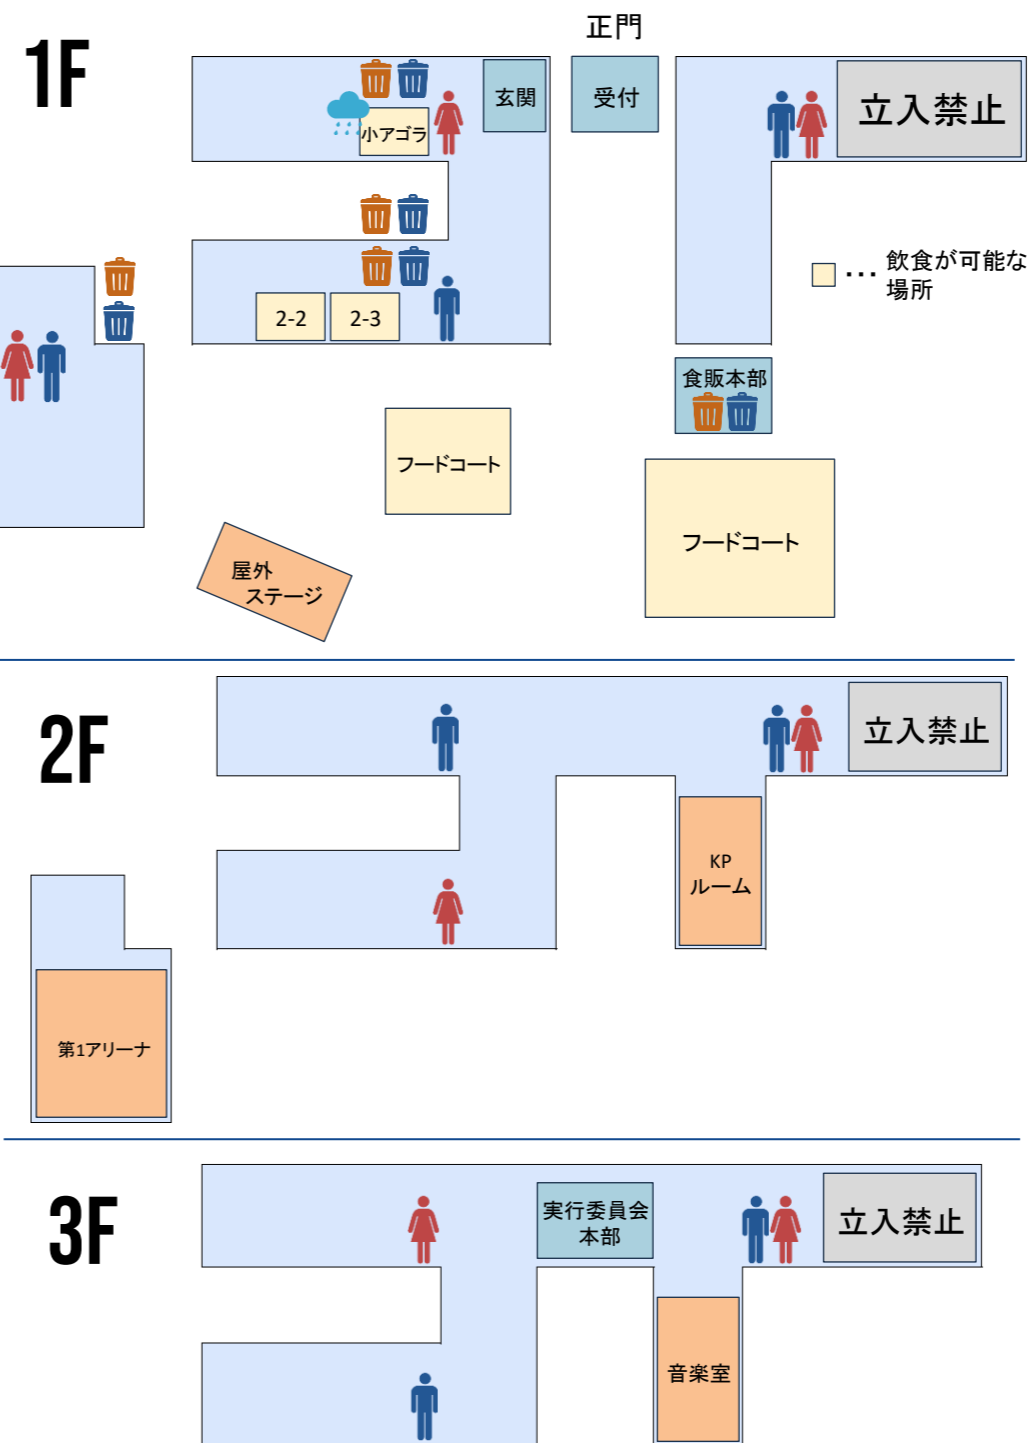 正門
1F
玄関
受付
立入禁止
小アゴラ
飲食が可能な
場所
…
2-2
2-3
食販本部
フードコート
フードコート
屋外
ステージ
2F
立入禁止
KP
ルーム
第1アリーナ
3F
実行委員会
本部
立入禁止
音楽室